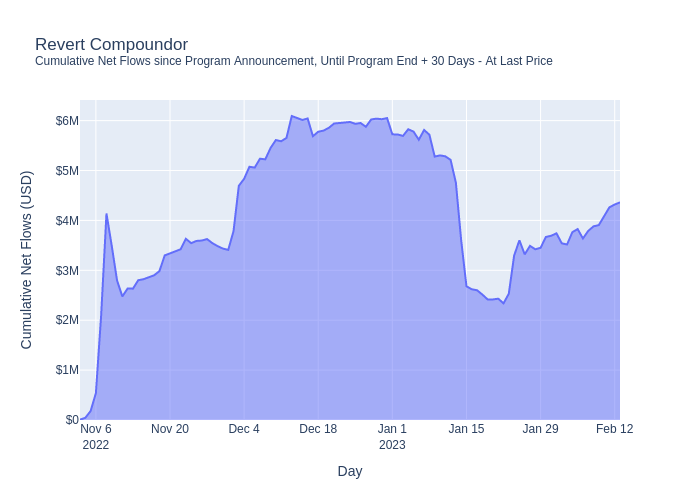 Revert Compoundor
Cumulative Net Flows since Program Announcement, Until Program End + 30 Days - At Last Price
Cumulative Net Flows (USD)
$6M
$5M
$4M
$3M
$2M
$1M
$0
Nov 6 Nov 20 Dec 4 Dec 18 Jan 1 Jan 15 Jan 29 Feb 12
2022 2023
Day